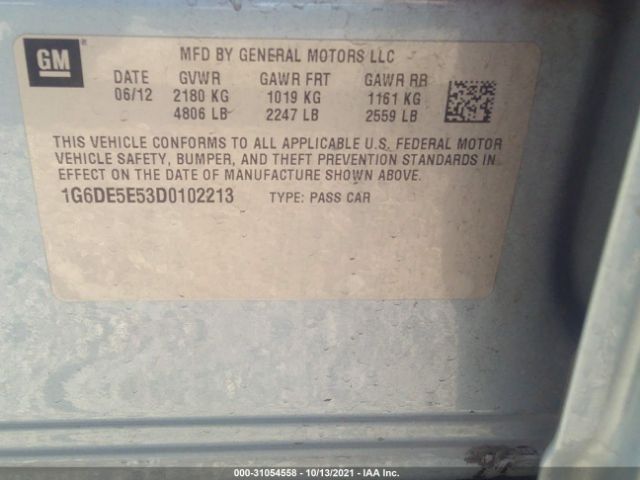 GM
MFD BY GENERAL MOTORS LLC
DATE GVWR GAWR FRT GAWR RR
06/12 2180 KG 1019 KG 1161 KG
4806 LB 2247 LB 2559 LB
THIS VEHICLE CONFORMS TO ALL APPLICABLE U.S. FEDERAL MOTOR
VEHICLE SAFETY, BUMPER, AND THEFT PREVENTION STANDARDS IN
EFFECT ON THE DATE OF MANUFACTURE SHOWN ABOVE.
1G6DE5E53D0102213 TYPE: PASS CAR
000-31054558 - 10/13/2021 - IAA Inc.